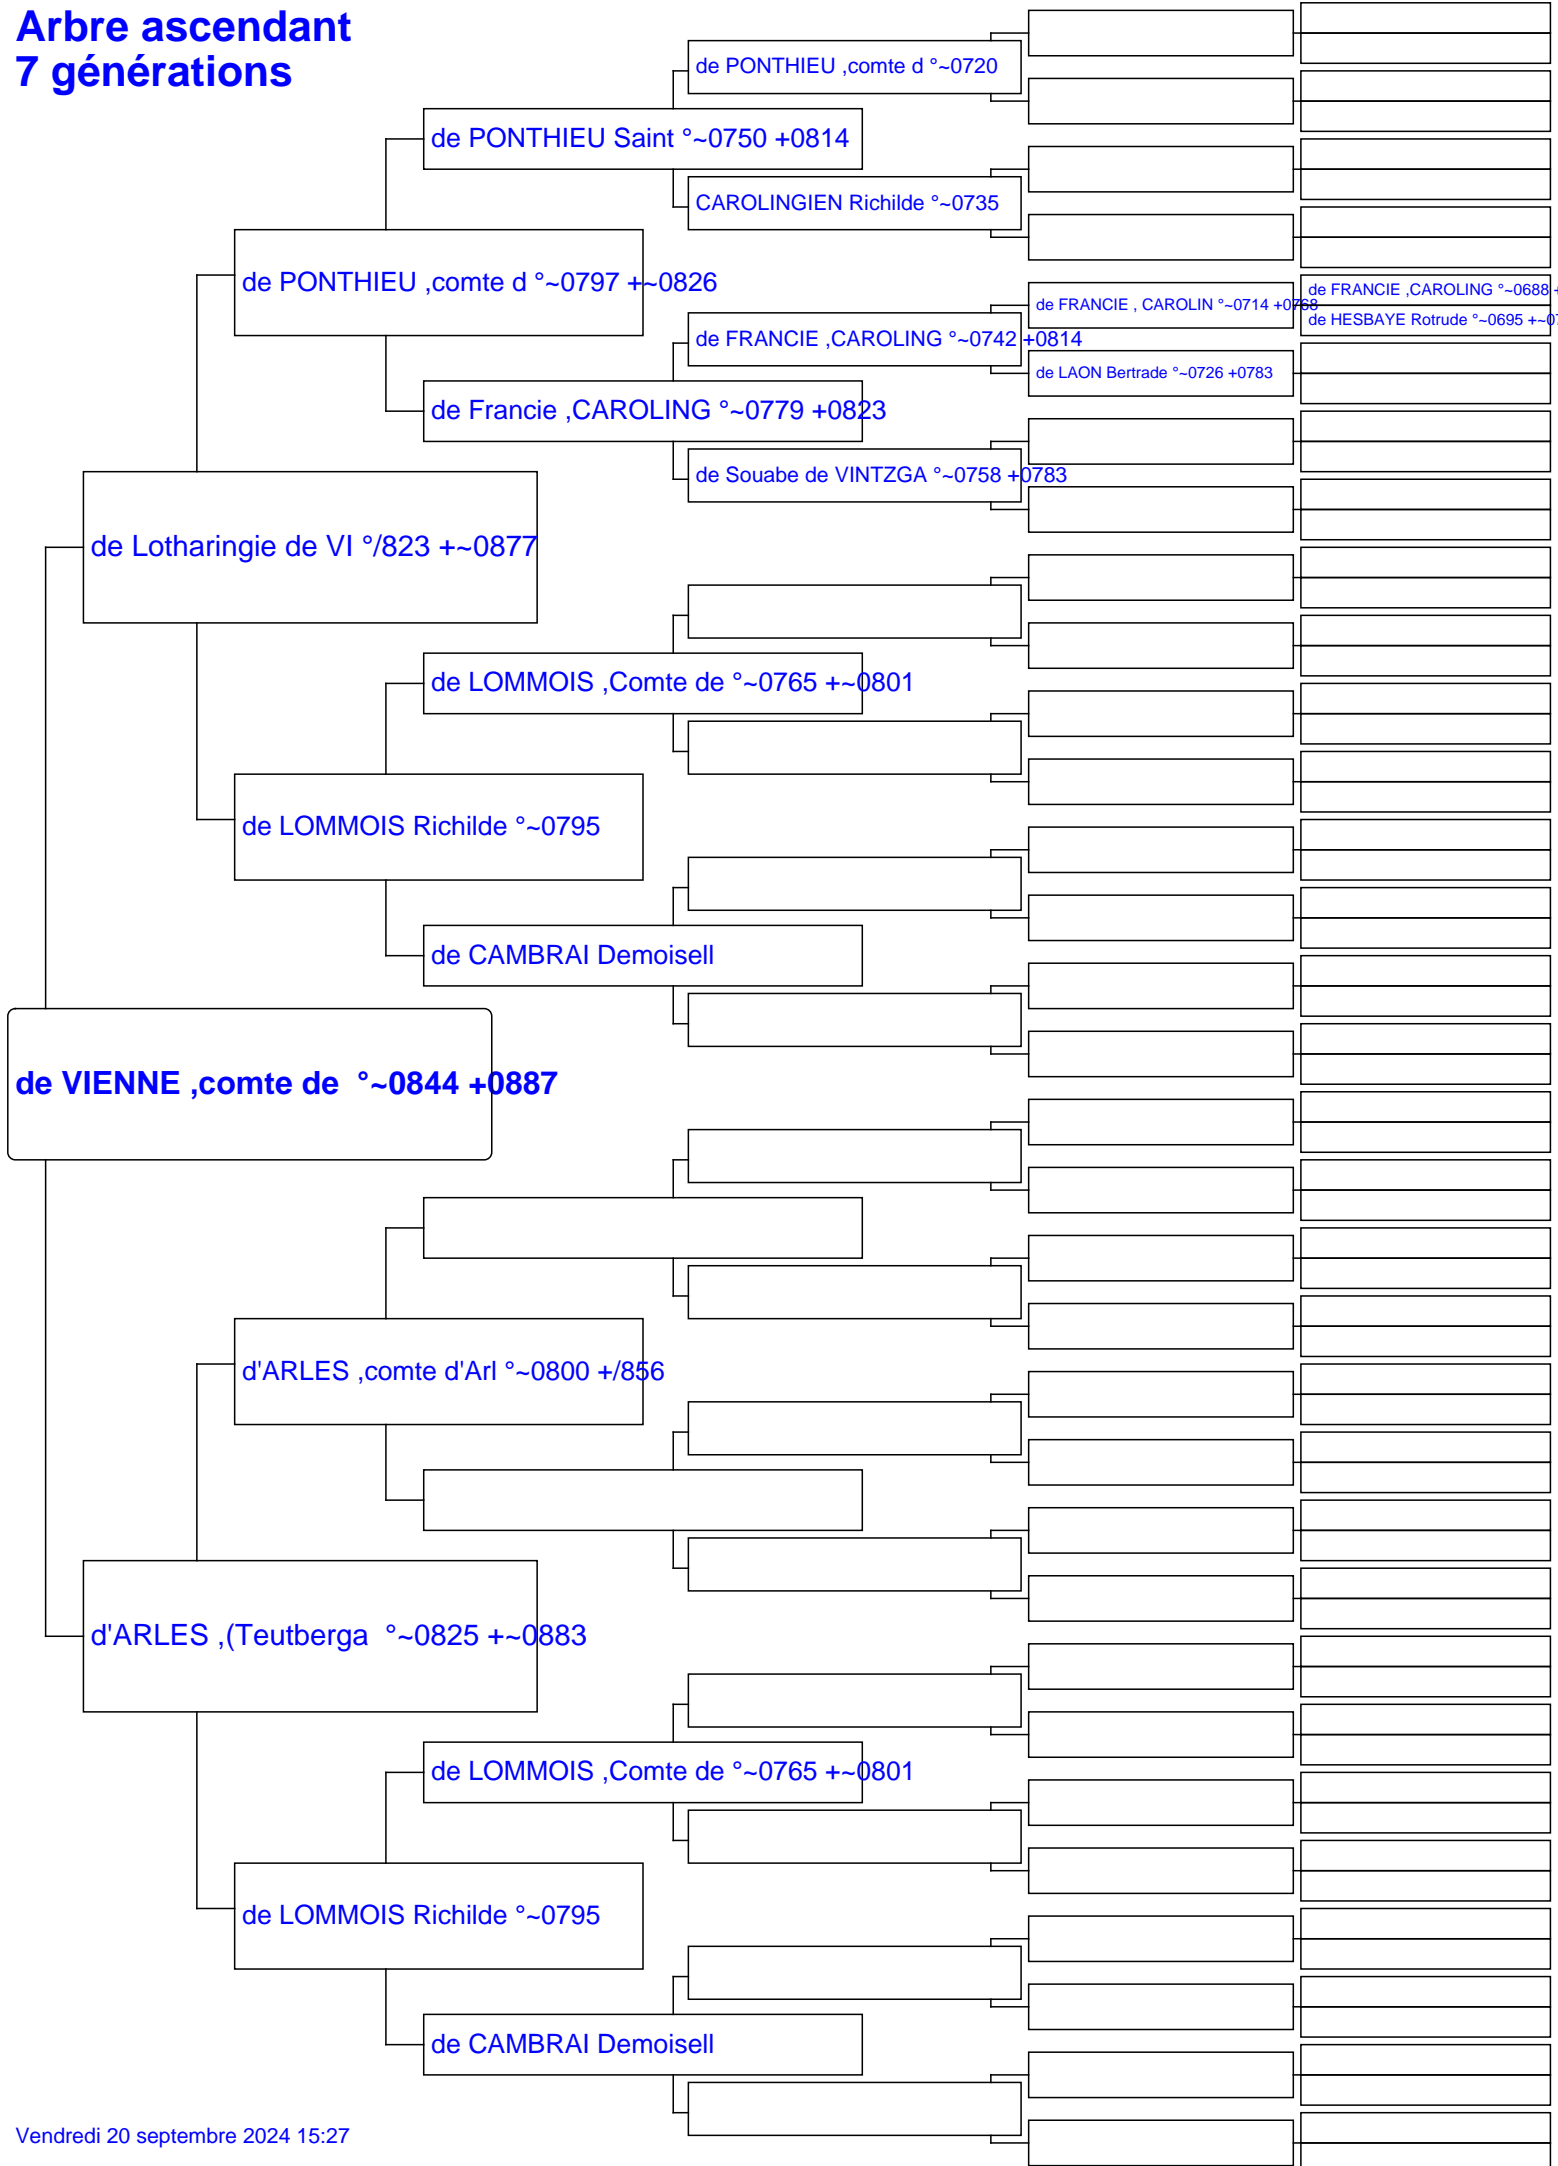 Arbre ascendant
7 générations
de PONTHIEU ,comte d °~0720
de PONTHIEU Saint °~0750 +0814
CAROLINGIEN Richilde °~0735
de PONTHIEU ,comte d °~0797 +~0826
de FRANCIE ,CAROLING °~0688 +
de FRANCIE , CAROLIN °~0714 +0768
de HESBAYE Rotrude °~0695 +~07
de FRANCIE ,CAROLING °~0742 +0814
de LAON Bertrade °~0726 +0783
de Francie ,CAROLING °~0779 +0823
de Souabe de VINTZGA °~0758 +0783
de Lotharingie de VI °/823 +~0877
de LOMMOIS ,Comte de °~0765 +~0801
de LOMMOIS Richilde °~0795
de CAMBRAI Demoisell
de VIENNE ,comte de  °~0844 +0887
d'ARLES ,comte d'Arl °~0800 +/856
d'ARLES ,(Teutberga  °~0825 +~0883
de LOMMOIS ,Comte de °~0765 +~0801
de LOMMOIS Richilde °~0795
de CAMBRAI Demoisell
Vendredi 20 septembre 2024 15:27